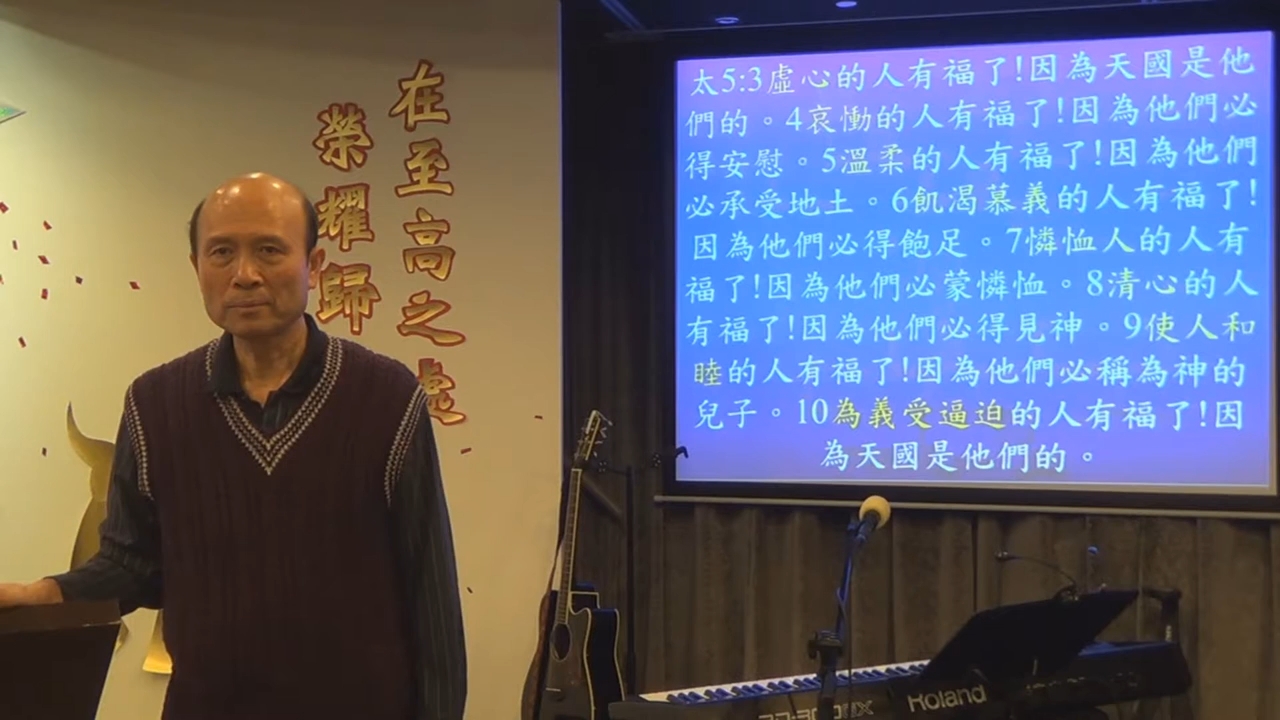 在至高之處
榮耀歸
太5:3虛心的人有福了!因為天國是他
們的。4哀慟的人有福了!因為他們必
得安慰。5溫柔的人有福了!因為他們
必承受地土。6飢渴慕義的人有福了!
因為他們必得飽足。7憐恤人的人有
福了!因為他們必蒙憐恤。8清心的人
有福了!因為他們必得見神。9使人和
睦的人有福了!因為他們必稱為神的
兒子。10為義受逼迫的人有福了!因
為天國是他們的。
Roland